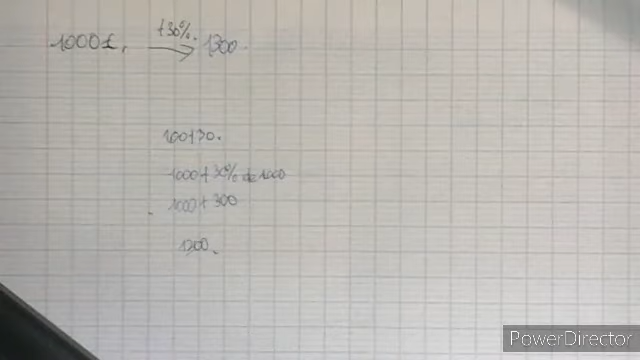 +30%.
1000£, → 1300.
100+30.
1000 + 30% de 1000
1000 + 300
1300.
PowerDirector